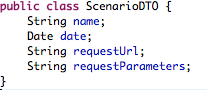 public class ScenarioDTO {
    String name;
    Date date;
    String requestUrl;
    String requestParameters;
}